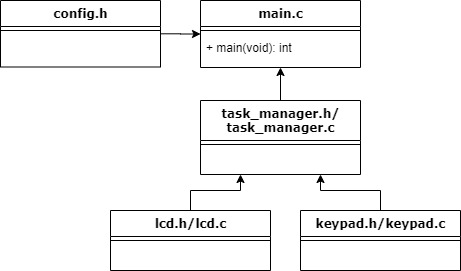 config.h
main.c
+ main(void): int
task_manager.h/
task_manager.c
lcd.h/lcd.c
keypad.h/keypad.c